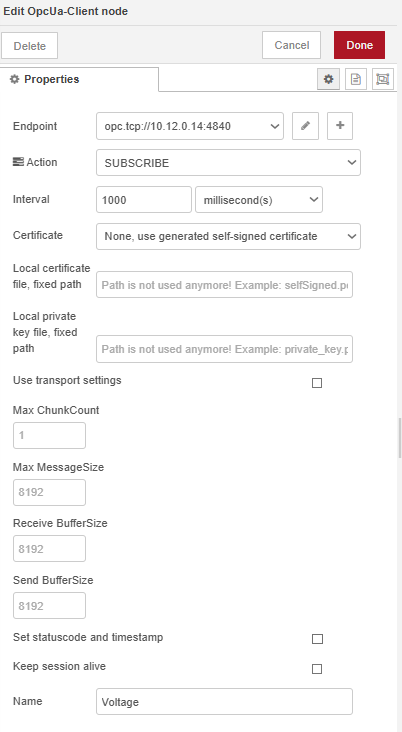 Edit OpcUa-Client node
Delete
Cancel
Done
Properties
Endpoint
opc.tcp://10.12.0.14:4840
Action
SUBSCRIBE
Interval
1000
millisecond(s)
Certificate
None, use generated self-signed certificate
Local certificate
file, fixed path
Path is not used anymore! Example: selfSigned.pe
Local private
key file, fixed
path
Path is not used anymore! Example: private_key.p
Use transport settings
Max ChunkCount
1
Max MessageSize
8192
Receive BufferSize
8192
Send BufferSize
8192
Set statuscode and timestamp
Keep session alive
Name
Voltage